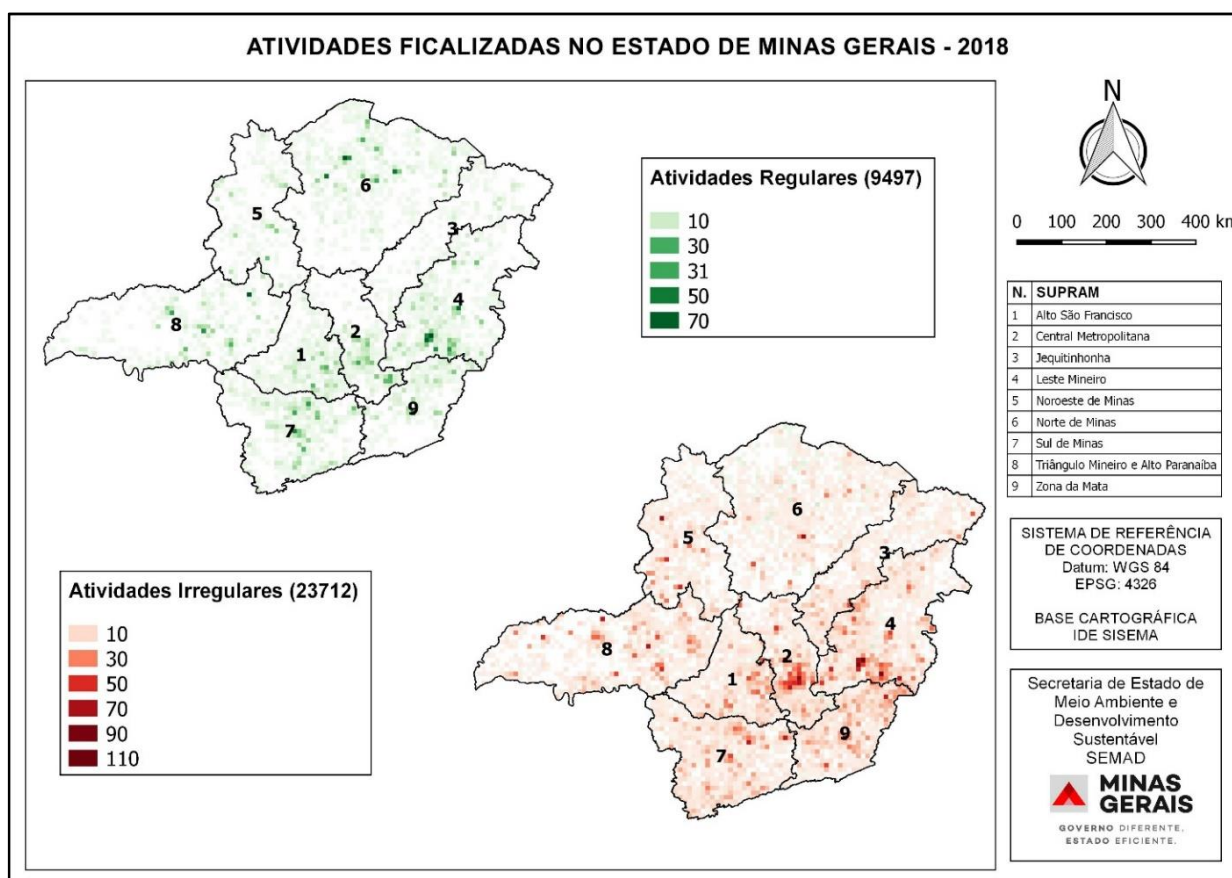 ATIVIDADES FICALIZADAS NO ESTADO DE MINAS GERAIS - 2018
6
5
3
4
8
2
1
9
7
Atividades Regulares (9497)
10
30
31
50
70
6
5
3
4
8
2
1
9
7
Atividades Irregulares (23712)
10
30
50
70
90
110
N
0 100 200 300 400 km
N. SUPRAM
1 Alto São Francisco
2 Central Metropolitana
3 Jequitinhonha
4 Leste Mineiro
5 Noroeste de Minas
6 Norte de Minas
7 Sul de Minas
8 Triângulo Mineiro e Alto Paranaíba
9 Zona da Mata
SISTEMA DE REFERÊNCIA
DE COORDENADAS
Datum: WGS 84
EPSG: 4326
BASE CARTOGRÁFICA
IDE SISEMA
Secretaria de Estado de
Meio Ambiente e
Desenvolvimento
Sustentável
SEMAD
MINAS
GERAIS
GOVERNO DIFERENTE.
ESTADO EFICIENTE.